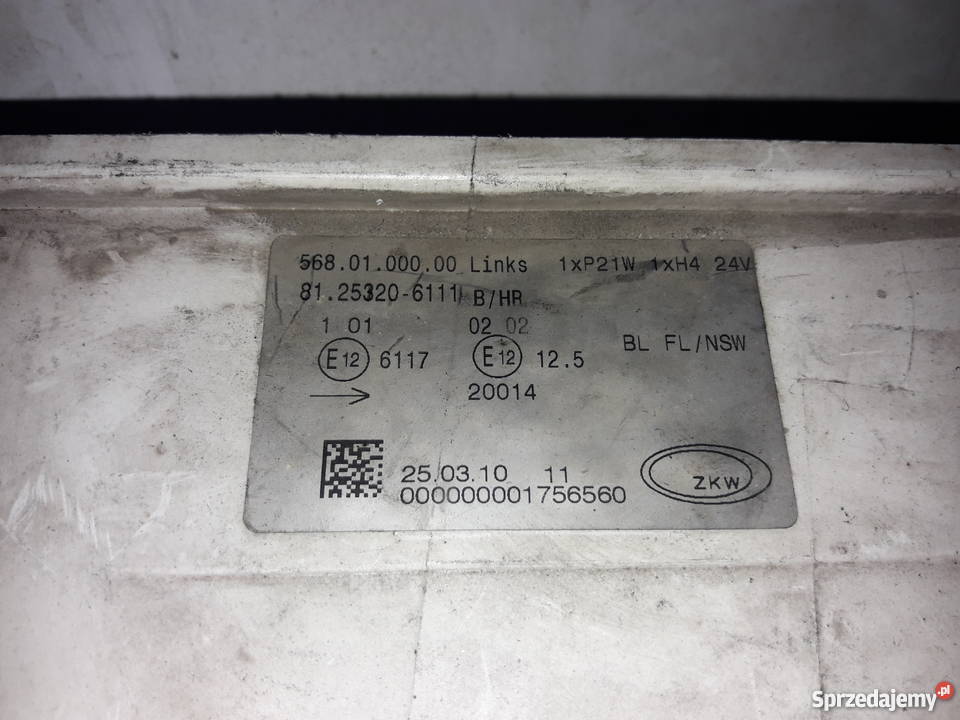 568.01.000.00 Links 1xP21W 1xH4 24V
81.25320-6111 B/HR
1 01 02 02
E12 6117 E12 12.5 BL FL/NSW
→ 20014
25.03.10 11
000000001756560
ZKW
Sprzedajemy.pl